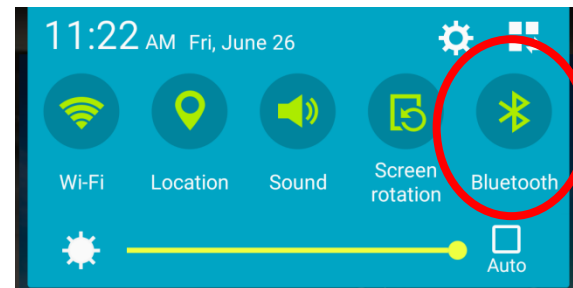 11:22 AM Fri, June 26
Wi-Fi Location Sound Screen rotation Bluetooth
Auto